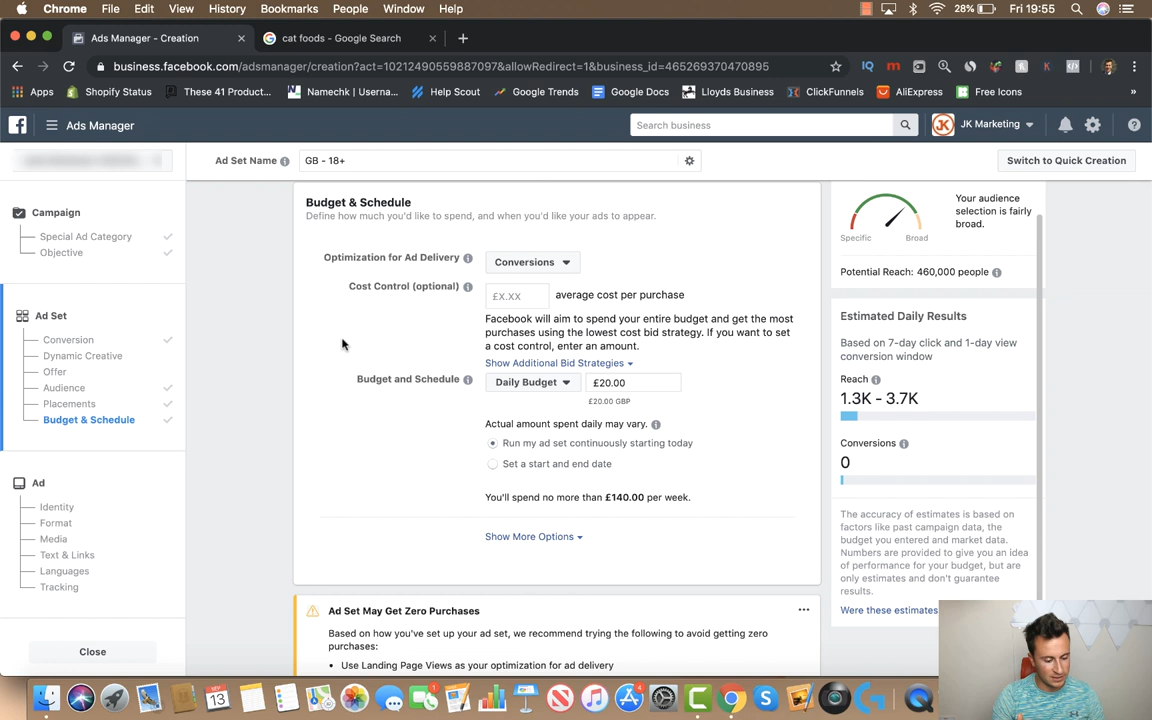 Chrome File Edit View History Bookmarks People Window Help 28% Fri 19:55
Ads Manager - Creation cat foods - Google Search
business.facebook.com/adsmanager/creation?act=10212490559887097&allowRedirect=1&business_id=465269370470895
Apps Shopify Status These 41 Product... Namechk | Userna... Help Scout Google Trends Google Docs Lloyds Business ClickFunnels AliExpress Free Icons »
Ads Manager Search business JK Marketing
Ad Set Name GB - 18+ Switch to Quick Creation
Campaign
Special Ad Category
Objective
Ad Set
Conversion
Dynamic Creative
Offer
Audience
Placements
Budget & Schedule
Ad
Identity
Format
Media
Text & Links
Languages
Tracking
Close
Budget & Schedule
Define how much you'd like to spend, and when you'd like your ads to appear.
Optimization for Ad Delivery Conversions
Cost Control (optional) £X.XX average cost per purchase
Facebook will aim to spend your entire budget and get the most
purchases using the lowest cost bid strategy. If you want to set
a cost control, enter an amount.
Show Additional Bid Strategies
Budget and Schedule Daily Budget £20.00
£20.00 GBP
Actual amount spent daily may vary.
Run my ad set continuously starting today
Set a start and end date
You'll spend no more than £140.00 per week.
Show More Options
Ad Set May Get Zero Purchases
Based on how you've set up your ad set, we recommend trying the following to avoid getting zero
purchases:
• Use Landing Page Views as your optimization for ad delivery
Specific Broad
Your audience
selection is fairly
broad.
Potential Reach: 460,000 people
Estimated Daily Results
Based on 7-day click and 1-day view
conversion window
Reach
1.3K - 3.7K
Conversions
0
The accuracy of estimates is based on
factors like past campaign data, the
budget you entered and market data.
Numbers are provided to give you an idea
of performance for your budget, but are
only estimates and don't guarantee
results.
Were these estimates